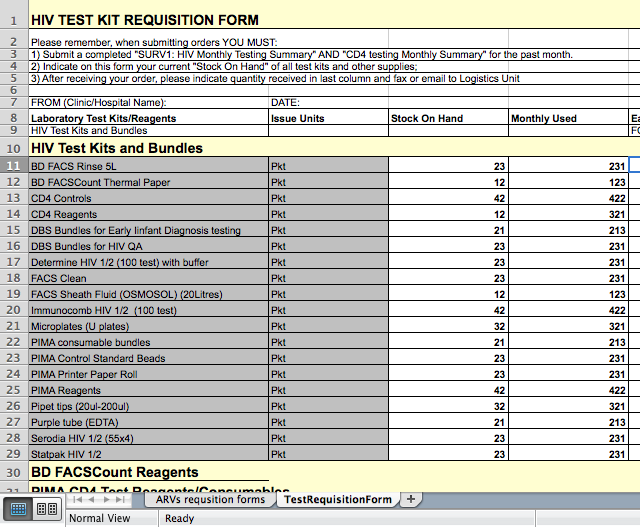 1 HIV TEST KIT REQUISITION FORM
2 Please remember, when submitting orders YOU MUST:
3 1) Submit a completed "SURV1: HIV Monthly Testing Summary" AND "CD4 testing Monthly Summary" for the past month.
4 2) Indicate on this form your current "Stock On Hand" of all test kits and other supplies;
5 3) After receiving your order, please indicate quantity received in last column and fax or email to Logistics Unit
6
7 FROM (Clinic/Hospital Name): DATE:
8 Laboratory Test Kits/Reagents Issue Units Stock On Hand Monthly Used Ea
9 HIV Test Kits and Bundles FO
10 HIV Test Kits and Bundles
11 BD FACS Rinse 5L Pkt 23 231
12 BD FACSCount Thermal Paper Pkt 12 123
13 CD4 Controls Pkt 42 422
14 CD4 Reagents Pkt 12 321
15 DBS Bundles for Early Iinfant Diagnosis testing Pkt 21 213
16 DBS Bundles for HIV QA Pkt 23 231
17 Determine HIV 1/2 (100 test) with buffer Pkt 23 231
18 FACS Clean Pkt 23 231
19 FACS Sheath Fluid (OSMOSOL) (20Litres) Pkt 12 123
20 Immunocomb HIV 1/2 (100 test) Pkt 42 422
21 Microplates (U plates) Pkt 32 321
22 PIMA consumable bundles Pkt 21 213
23 PIMA Control Standard Beads Pkt 23 231
24 PIMA Printer Paper Roll Pkt 23 231
25 PIMA Reagents Pkt 42 422
26 Pipet tips (20ul-200ul) Pkt 32 321
27 Purple tube (EDTA) Pkt 21 213
28 Serodia HIV 1/2 (55x4) Pkt 23 231
29 Statpak HIV 1/2 Pkt 23 231
30 BD FACSCount Reagents
31 PIMA CD4 Test Reagents/Consumables
ARVs requsition forms TestRequisitionForm +
Normal View Ready